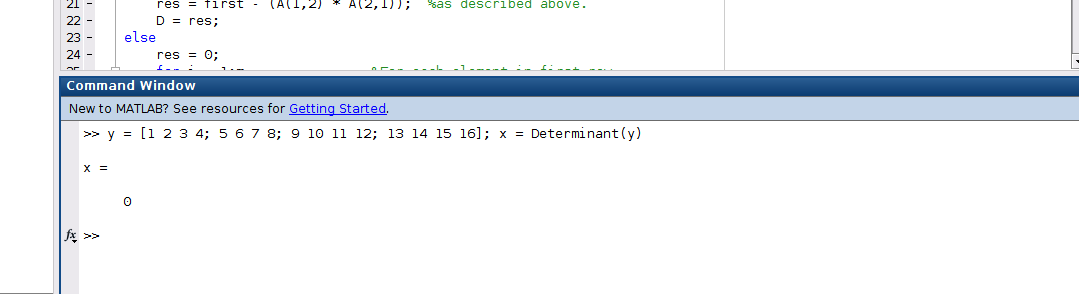 21 - res = first - (A(1,2) * A(2,1)); %as described above.
22 - D = res;
23 - else
24 - res = 0;
Command Window
New to MATLAB? See resources for Getting Started.
>> y = [1 2 3 4; 5 6 7 8; 9 10 11 12; 13 14 15 16]; x = Determinant(y)
x =
0
fx >>